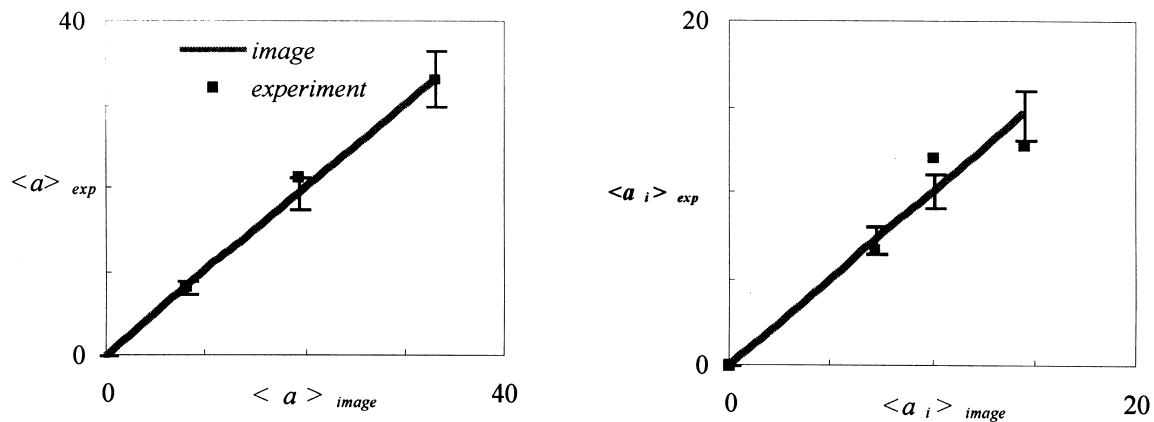 40
image
experiment
<a> exp
0
0
40
< a > image
20
<a i> exp
0
0
20
<a i> image